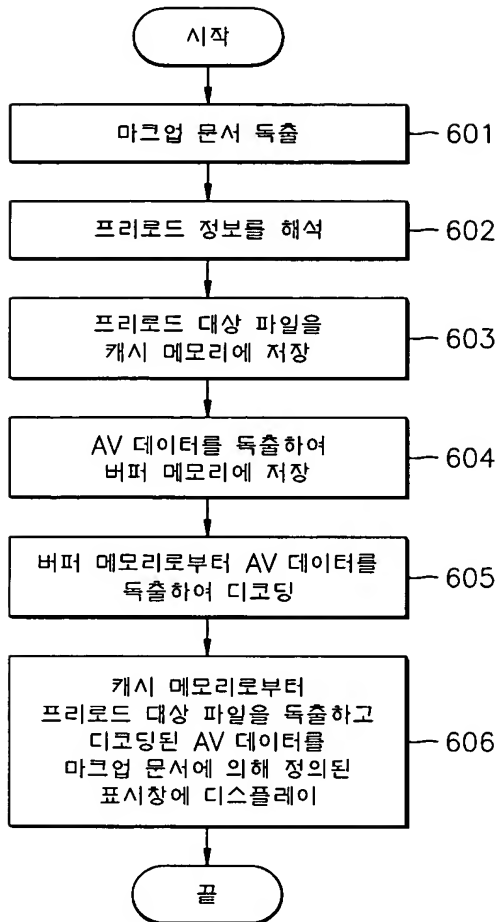 시작
마크업 문서 독출
601
프리로드 정보를 해석
602
프리로드 대상 파일을
캐시 메모리에 저장
603
AV 데이터를 독출하여
버퍼 메모리에 저장
604
버퍼 메모리로부터 AV 데이터를
독출하여 디코딩
605
캐시 메모리로부터
프리로드 대상 파일을 독출하고
디코딩된 AV 데이터를
마크업 문서에 의해 정의된
표시창에 디스플레이
606
끝